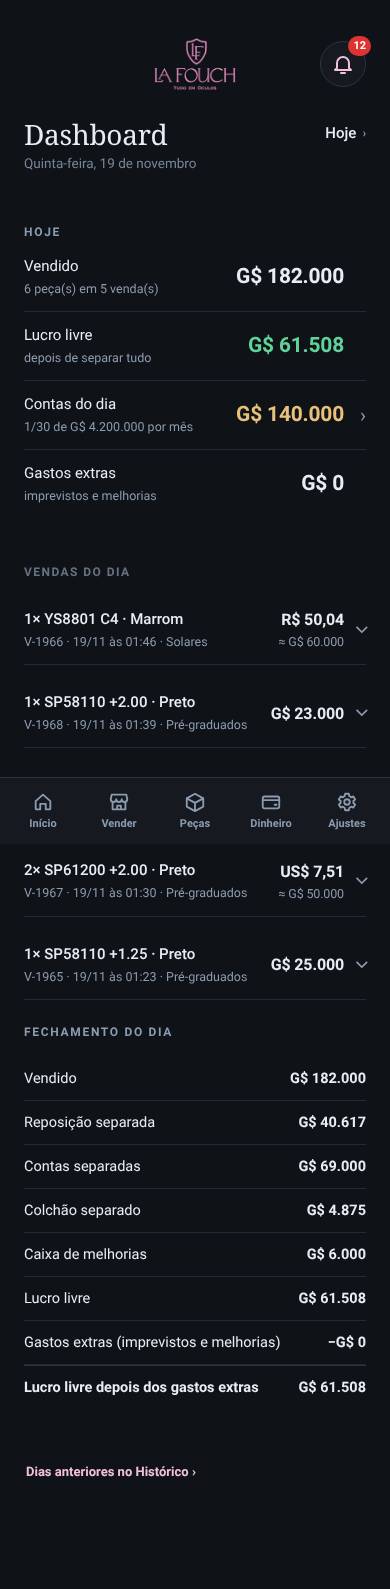 LF
LA FOUCH
TUDO EM ÓCULOS
12
Dashboard
Hoje ›
Quinta-feira, 19 de novembro
HOJE
Vendido
6 peça(s) em 5 venda(s)
G$ 182.000
Lucro livre
depois de separar tudo
G$ 61.508
Contas do dia
1/30 de G$ 4.200.000 por mês
G$ 140.000 ›
Gastos extras
imprevistos e melhorias
G$ 0
VENDAS DO DIA
1× YS8801 C4 · Marrom
V-1966 · 19/11 às 01:46 · Solares
R$ 50,04
≈ G$ 60.000
1× SP58110 +2.00 · Preto
V-1968 · 19/11 às 01:39 · Pré-graduados
G$ 23.000
Início
Vender
Peças
Dinheiro
Ajustes
2× SP61200 +2.00 · Preto
V-1967 · 19/11 às 01:30 · Pré-graduados
US$ 7,51
≈ G$ 50.000
1× SP58110 +1.25 · Preto
V-1965 · 19/11 às 01:23 · Pré-graduados
G$ 25.000
FECHAMENTO DO DIA
Vendido G$ 182.000
Reposição separada G$ 40.617
Contas separadas G$ 69.000
Colchão separado G$ 4.875
Caixa de melhorias G$ 6.000
Lucro livre G$ 61.508
Gastos extras (imprevistos e melhorias) −G$ 0
Lucro livre depois dos gastos extras G$ 61.508
Dias anteriores no Histórico ›